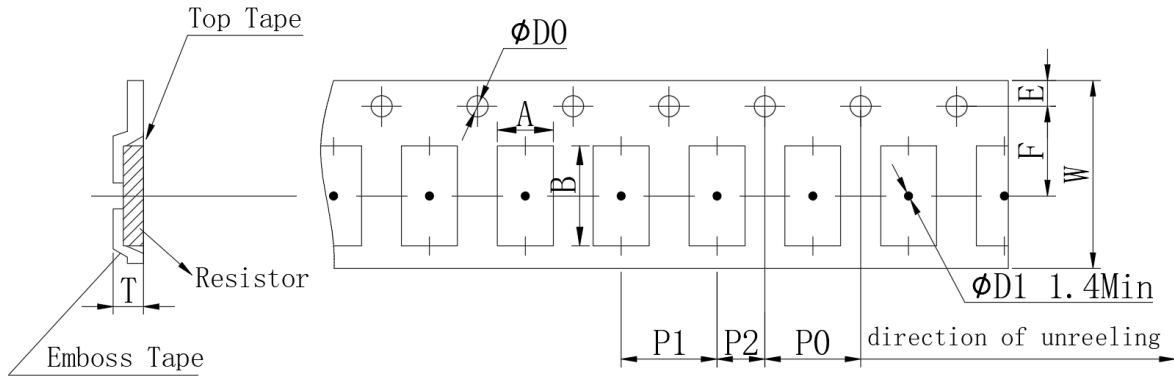 Top Tape
ϕD0
A
E
F
B
W
Resistor
T
ϕD1 1.4Min
P1
P2
P0
direction of unreeling
Emboss Tape